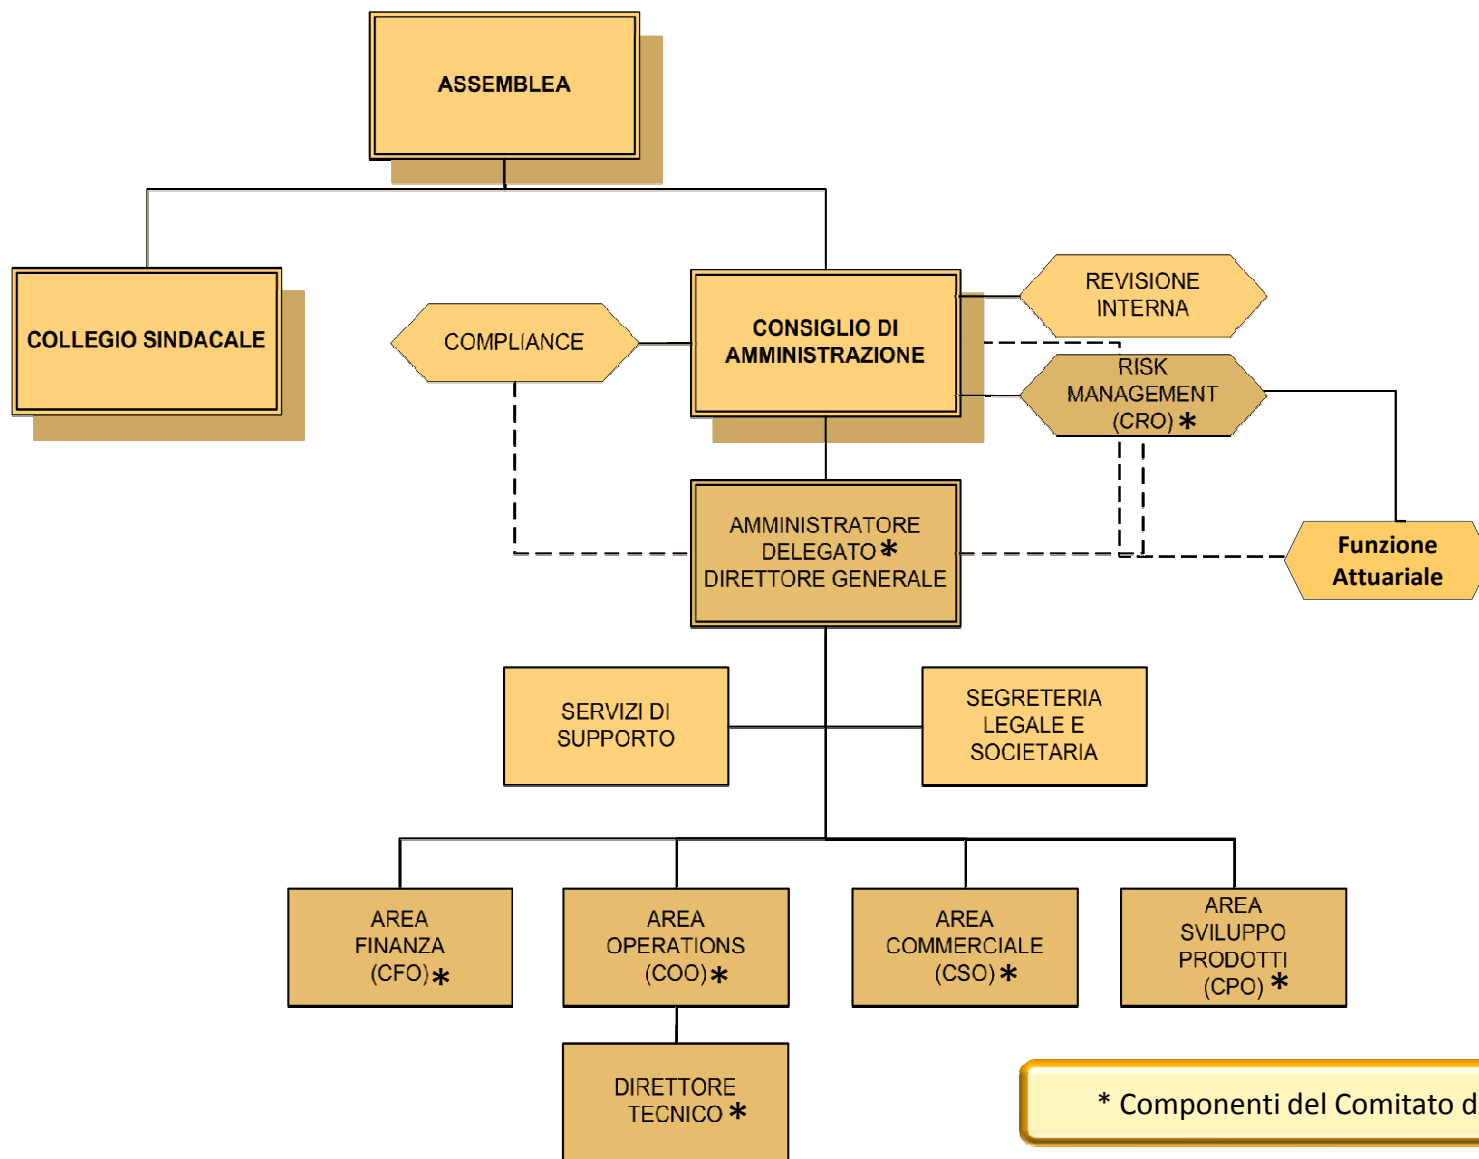 ASSEMBLEA
COLLEGIO SINDACALE
COMPLIANCE
CONSIGLIO DI
AMMINISTRAZIONE
REVISIONE
INTERNA
RISK
MANAGEMENT
(CRO) *
AMMINISTRATORE
DELEGATO *
DIRETTORE GENERALE
Funzione
Attuariale
SERVIZI DI
SUPPORTO
SEGRETERIA
LEGALE E
SOCIETARIA
AREA
FINANZA
(CFO) *
AREA
OPERATIONS
(COO) *
AREA
COMMERCIALE
(CSO) *
AREA
SVILUPPO
PRODOTTI
(CPO) *
DIRETTORE
TECNICO *
* Componenti del Comitato d